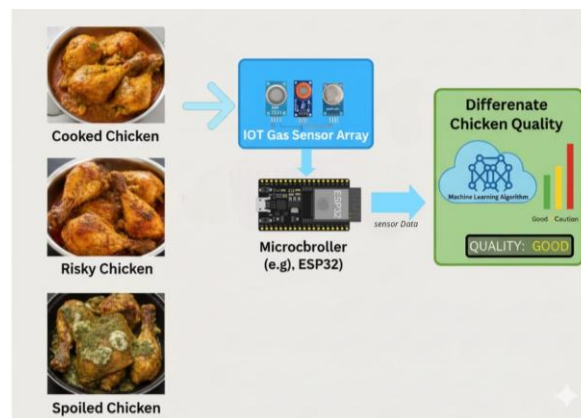 Cooked Chicken
Risky Chicken
Spoiled Chicken
IOT Gas Sensor Array
ESP32
Microcbroller
(e.g), ESP32)
sensor Data
Differenate
Chicken Quality
Machine Learning Algorithm
Good Caution
QUALITY: GOOD